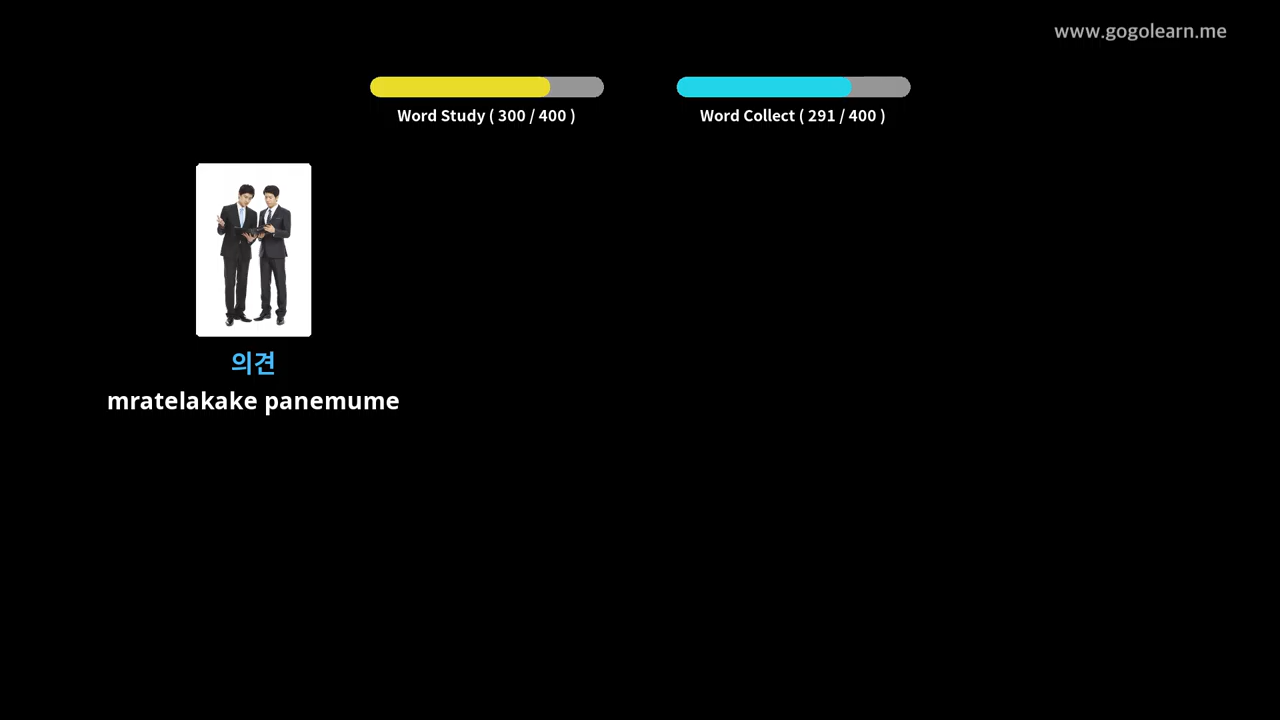 www.gogolearn.me
Word Study ( 300 / 400 )
Word Collect ( 291 / 400 )
의견
mratelakake panemume